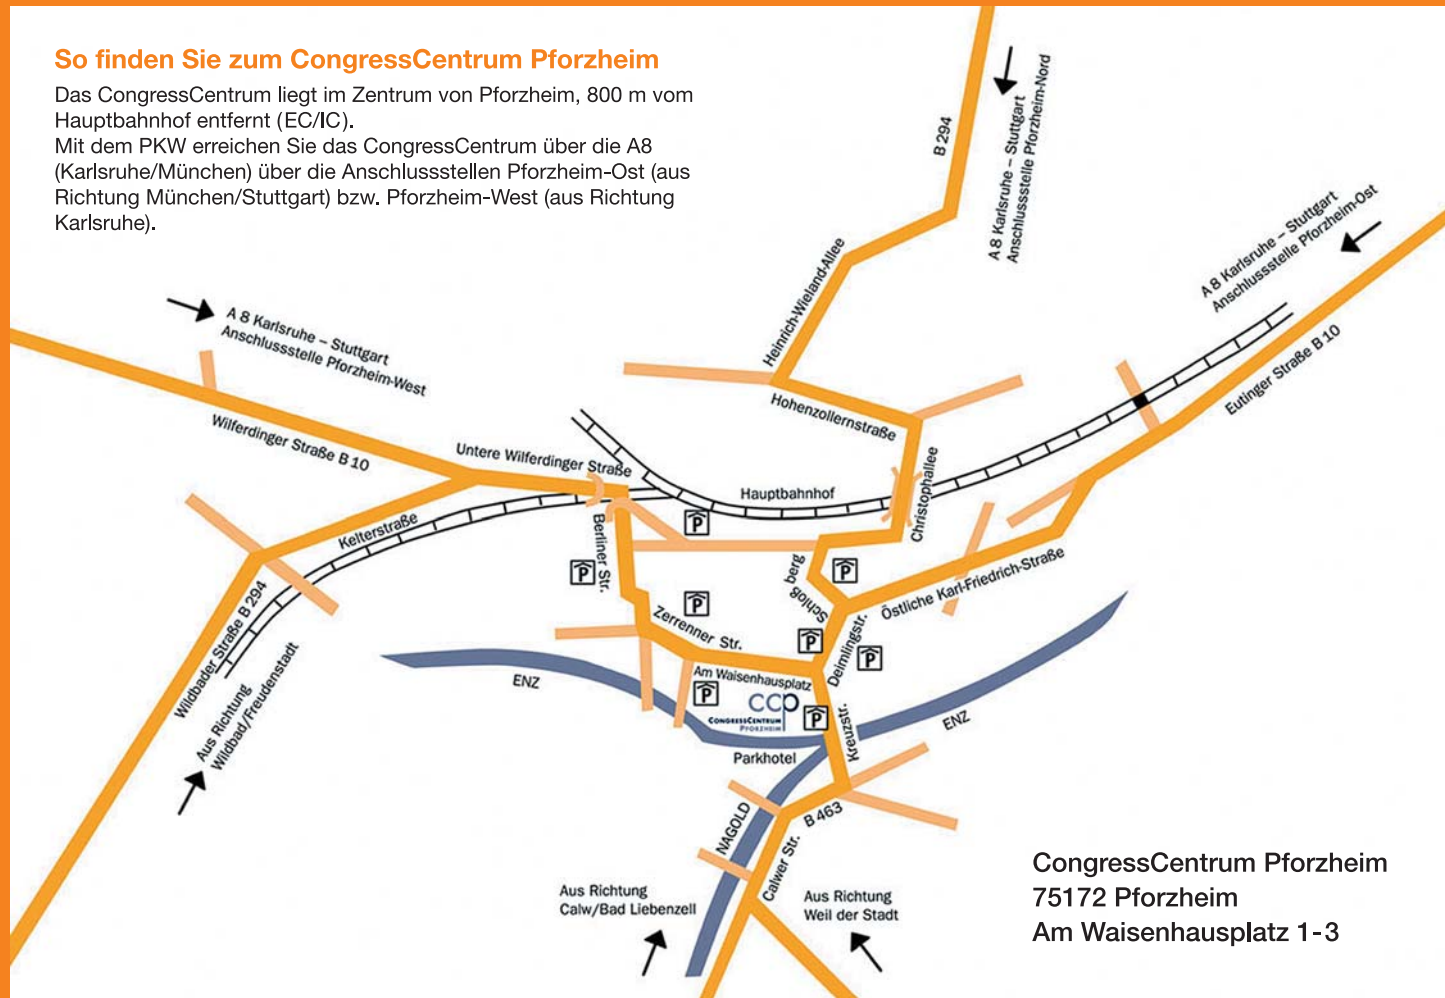 So finden Sie zum CongressCentrum Pforzheim
Das CongressCentrum liegt im Zentrum von Pforzheim, 800 m vom
Hauptbahnhof entfernt (EC/IC).
Mit dem PKW erreichen Sie das CongressCentrum über die A8
(Karlsruhe/München) über die Anschlussstellen Pforzheim-Ost (aus
Richtung München/Stuttgart) bzw. Pforzheim-West (aus Richtung
Karlsruhe).
B 294
A 8 Karlsruhe – Stuttgart
Anschlussstelle Pforzheim-Nord
A 8 Karlsruhe – Stuttgart
Anschlussstelle Pforzheim-Ost
Heinrich-Wieland-Allee
A 8 Karlsruhe – Stuttgart
Anschlussstelle Pforzheim-West
Eutinger Straße B 10
Hohenzollernstraße
Wilferdinger Straße B 10
Untere Wilferdinger Straße
Hauptbahnhof
Christophallee
Kelterstraße
Berliner Str.
P
P
P
P
P
P
P
P
Schloß berg
Östliche Karl-Friedrich-Straße
Wildbader Straße B 294
Zerrenner Str.
Deimlingstr.
Am Waisenhausplatz
Aus Richtung
Wildbad/Freudenstadt
ENZ
ccp
CONGRESSCENTRUM
PFORZHEIM
Kreuzstr.
ENZ
Parkhotel
NAGOLD
B 463
Calwer Str.
Aus Richtung
Calw/Bad Liebenzell
Aus Richtung
Weil der Stadt
CongressCentrum Pforzheim
75172 Pforzheim
Am Waisenhausplatz 1-3